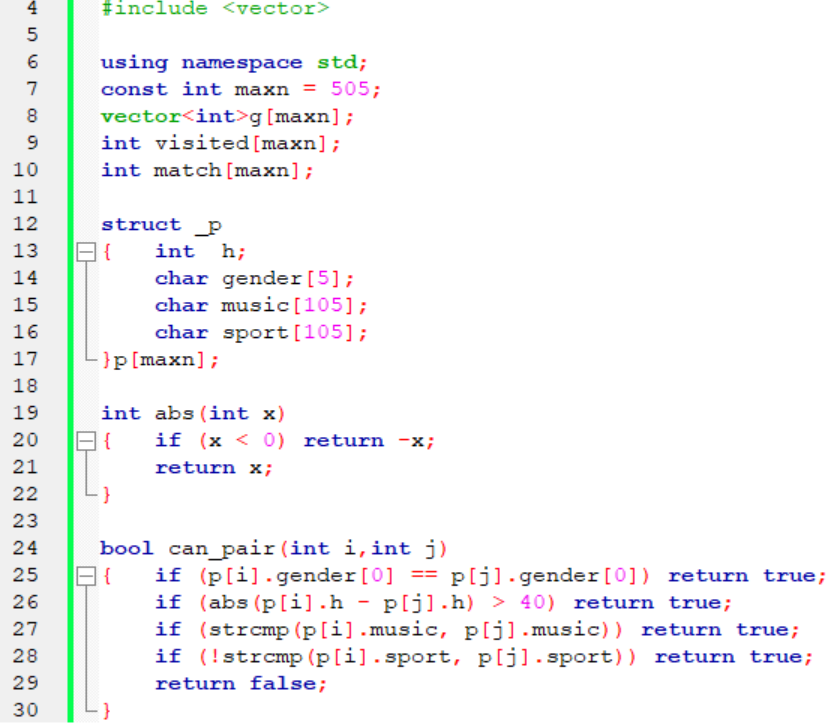 4 #include <vector>
5
6 using namespace std;
7 const int maxn = 505;
8 vector<int>g[maxn];
9 int visited[maxn];
10 int match[maxn];
11
12 struct _p
13 {   int  h;
14     char gender[5];
15     char music[105];
16     char sport[105];
17 }p[maxn];
18
19 int abs(int x)
20 {   if (x < 0) return -x;
21     return x;
22 }
23
24 bool can_pair(int i,int j)
25 {   if (p[i].gender[0] == p[j].gender[0]) return true;
26     if (abs(p[i].h - p[j].h) > 40) return true;
27     if (strcmp(p[i].music, p[j].music)) return true;
28     if (!strcmp(p[i].sport, p[j].sport)) return true;
29     return false;
30 }